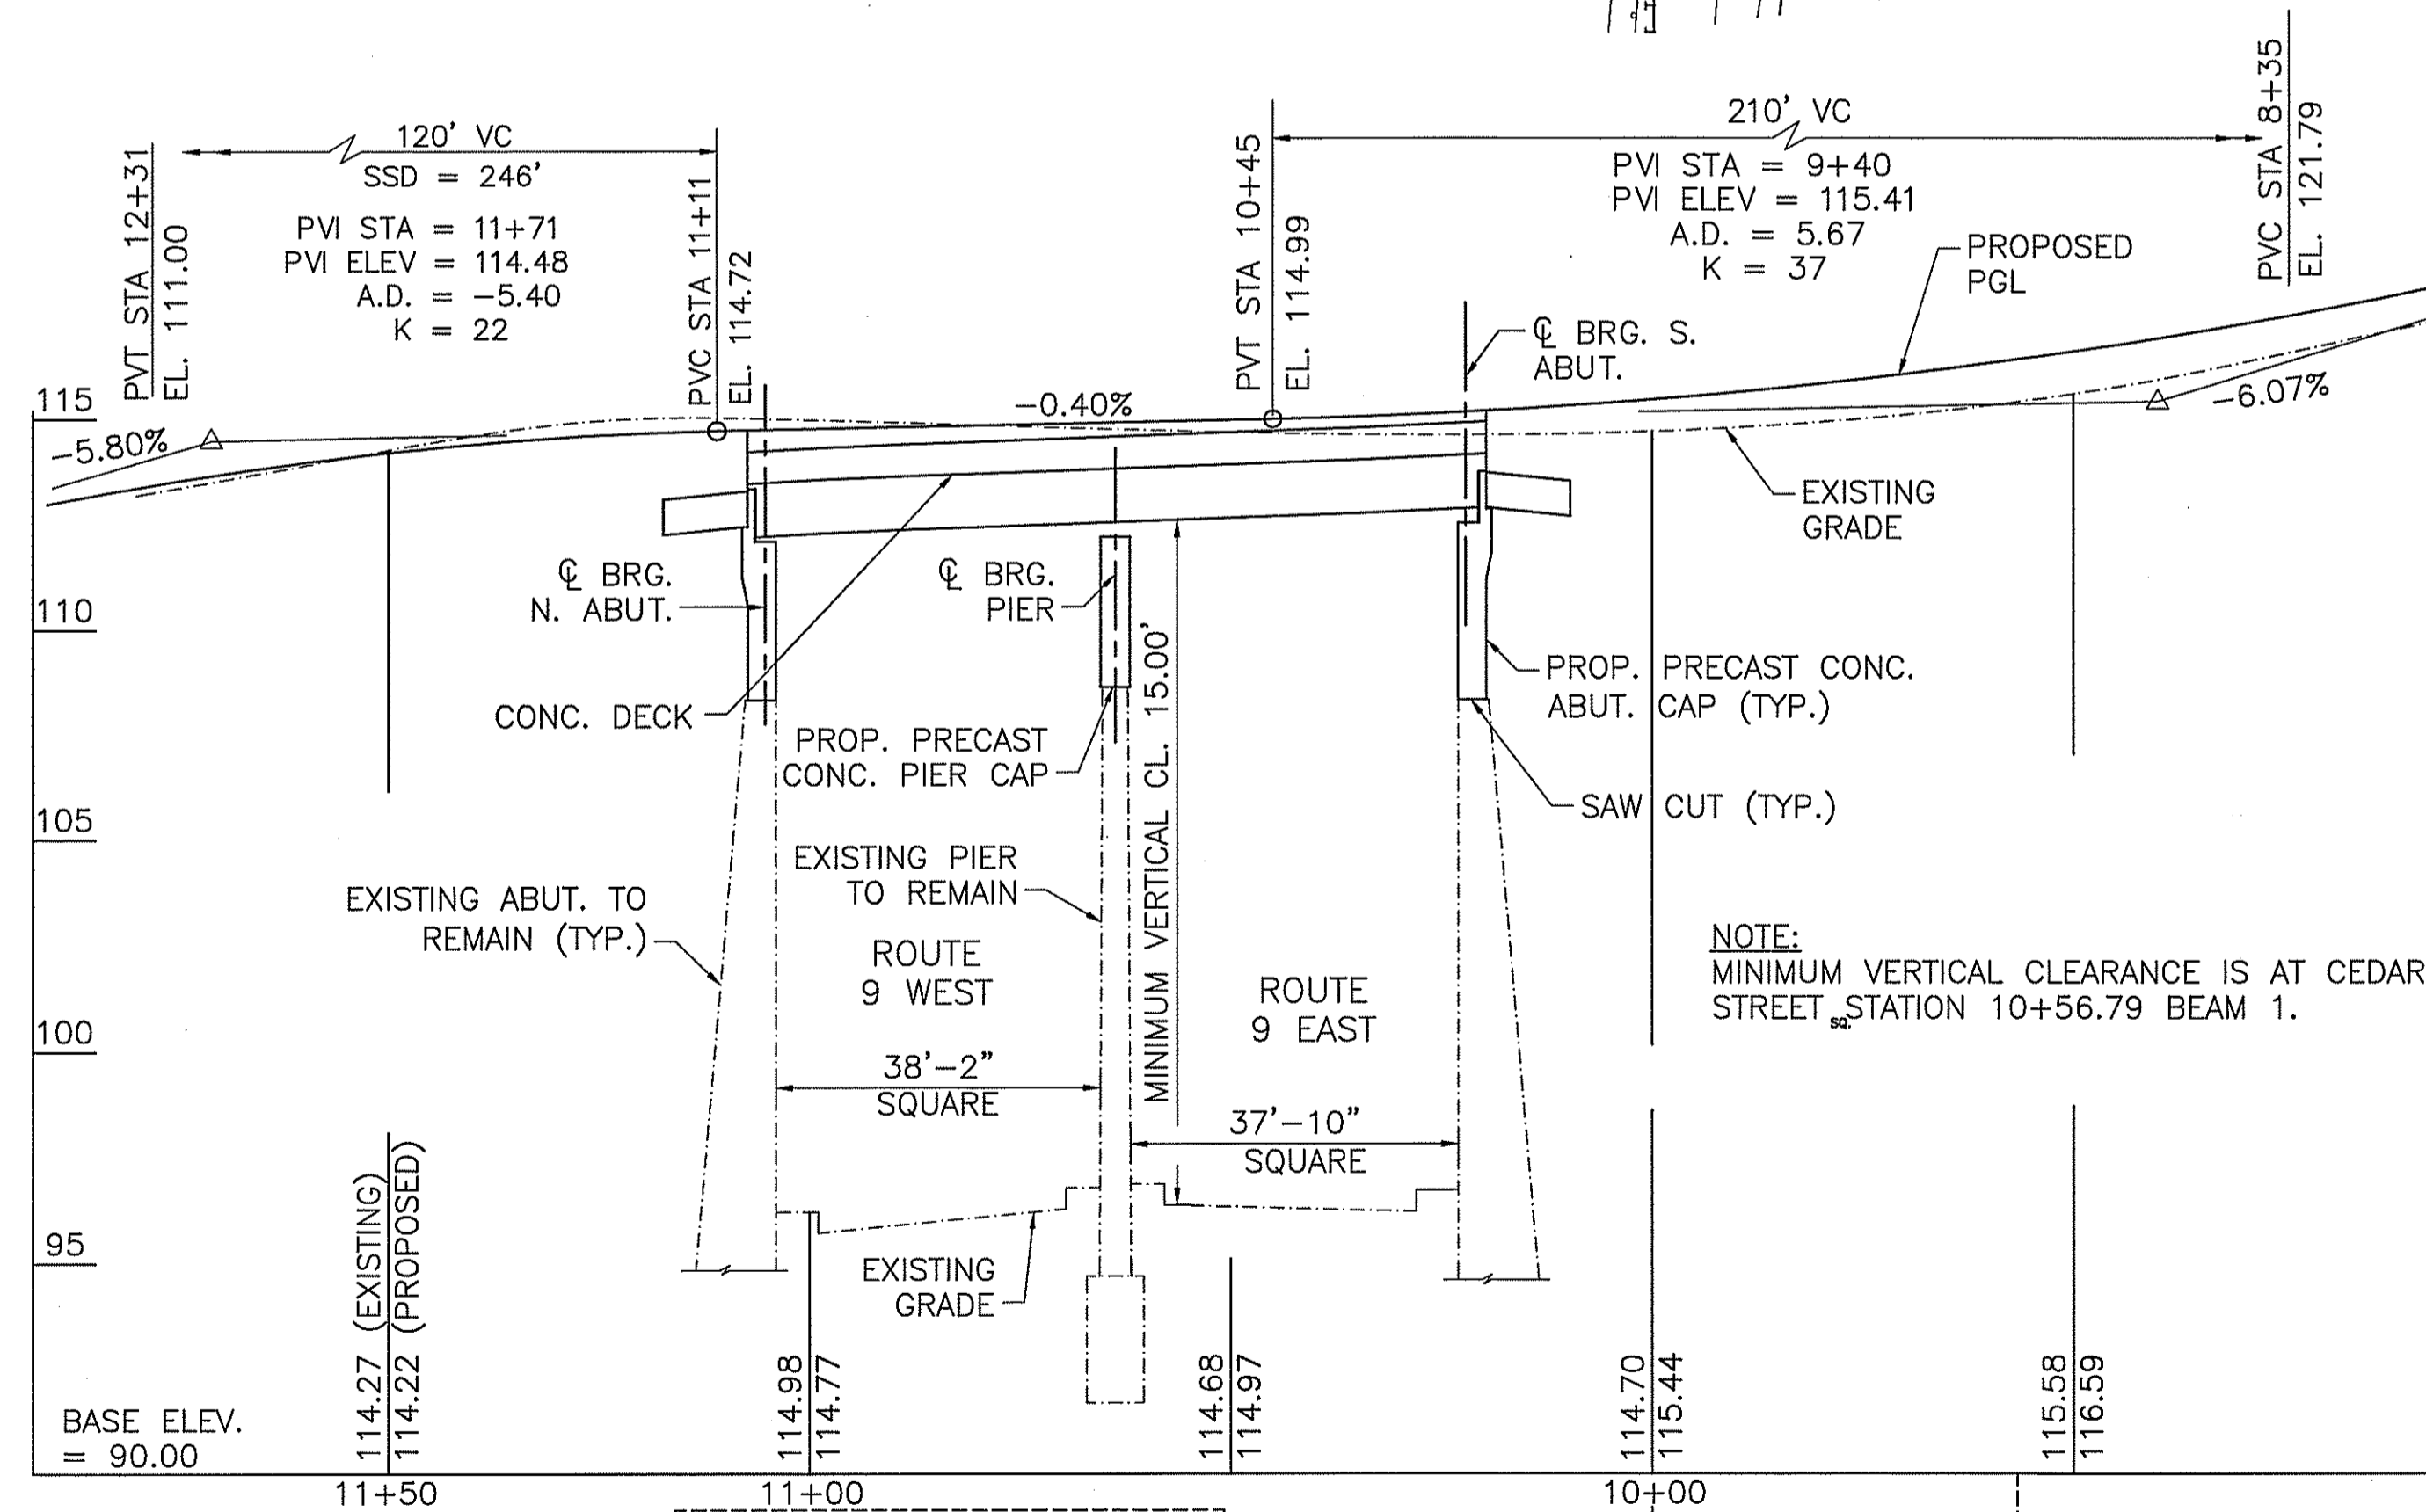 120' VC
SSD = 246'
PVI STA = 11+71
PVI ELEV = 114.48
A.D. = -5.40
K = 22
PVT STA 12+31
EL. 111.00
PVC STA 11+11
EL. 114.72
PVT STA 10+45
EL. 114.99
210' VC
PVI STA = 9+40
PVI ELEV = 115.41
A.D. = 5.67
K = 37
PVC STA 8+35
EL. 121.79
PROPOSED
PGL
℄ BRG. S.
ABUT.
-5.80%
-0.40%
-6.07%
EXISTING
GRADE
115
110
105
100
95
℄ BRG.
N. ABUT.
℄ BRG.
PIER
CONC. DECK
PROP. PRECAST
CONC. PIER CAP
MINIMUM VERTICAL CL. 15.00'
PROP. PRECAST CONC.
ABUT. CAP (TYP.)
SAW CUT (TYP.)
EXISTING PIER
TO REMAIN
EXISTING ABUT. TO
REMAIN (TYP.)
ROUTE
9 WEST
ROUTE
9 EAST
NOTE:
MINIMUM VERTICAL CLEARANCE IS AT CEDAR
STREET SQ. STATION 10+56.79 BEAM 1.
38'-2"
SQUARE
37'-10"
SQUARE
EXISTING
GRADE
BASE ELEV.
= 90.00
114.27 (EXISTING)
114.22 (PROPOSED)
114.98
114.77
114.68
114.97
114.70
115.44
115.58
116.59
11+50
11+00
10+00